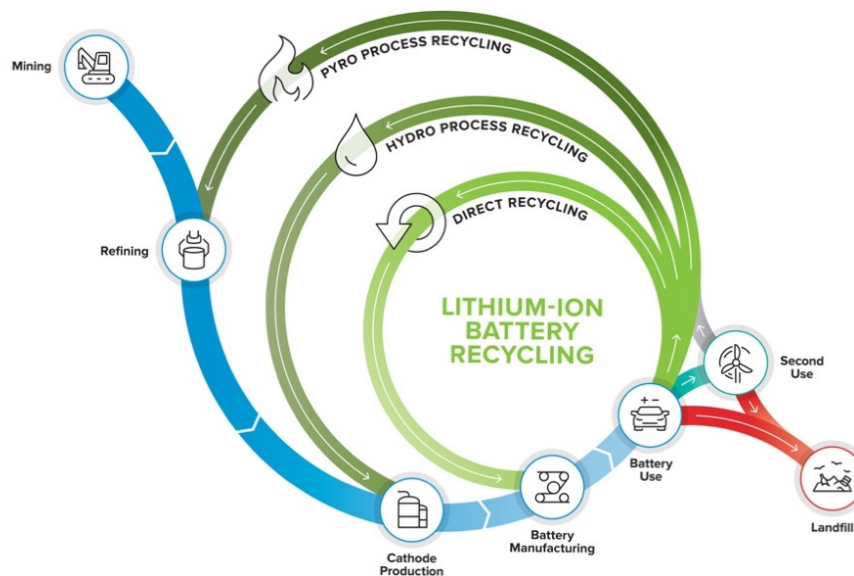 Mining
PYRO PROCESS RECYCLING
HYDRO PROCESS RECYCLING
DIRECT RECYCLING
Refining
LITHIUM-ION
BATTERY
RECYCLING
Second
Use
+ -
Battery
Use
Landfill
Battery
Manufacturing
Cathode
Production